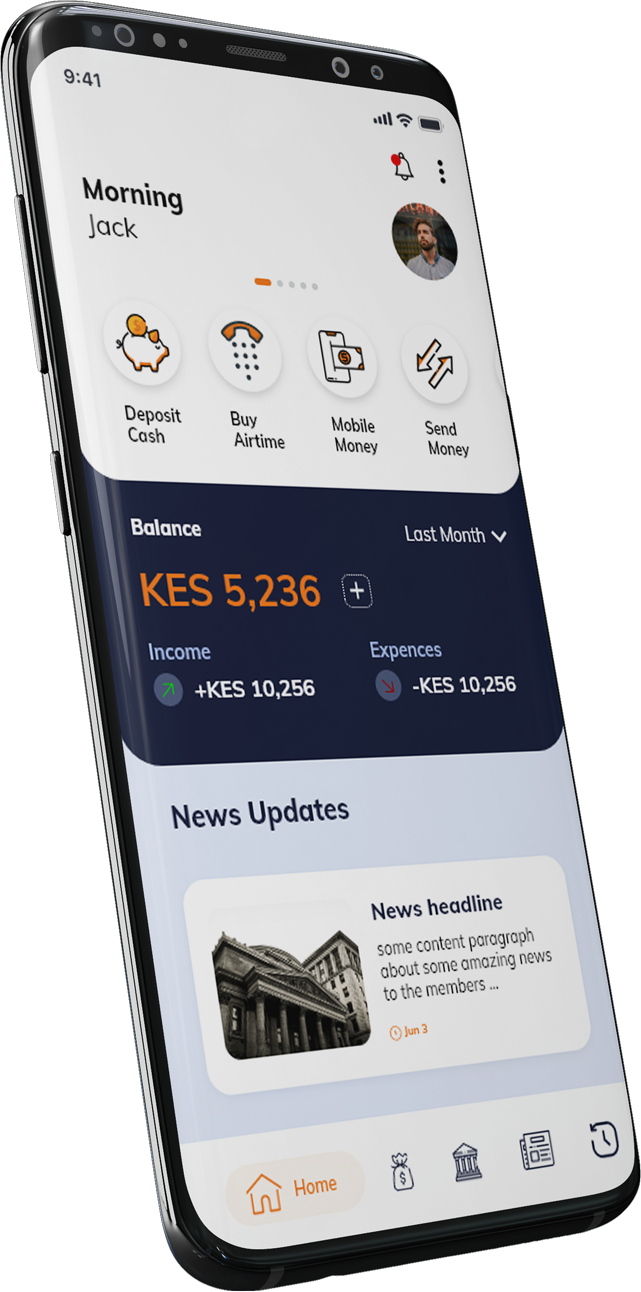 9:41
Morning
Jack
Deposit
Cash
Buy
Airtime
Mobile
Money
Send
Money
Balance
Last Month
KES 5,236
Income
Expences
+KES 10,256
-KES 10,256
News Updates
News headline
some content paragraph
about some amazing news
to the members ...
Jun 3
Home